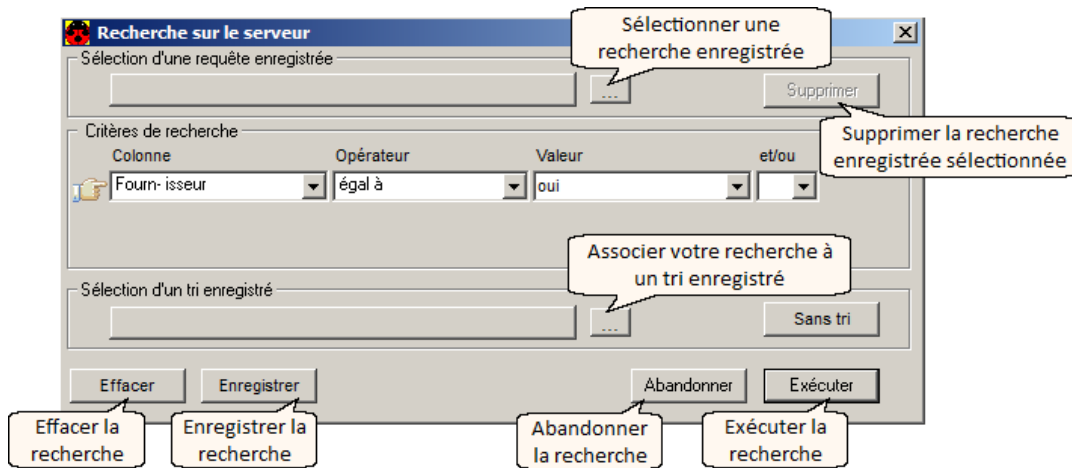 Recherche sur le serveur
Sélectionner une
recherche enregistrée
Sélection d'une requête enregistrée
...
Supprimer
Supprimer la recherche
enregistrée sélectionnée
Critères de recherche
Colonne Opérateur Valeur et/ou
Fourn- isseur égal à oui
Associer votre recherche à
un tri enregistré
Sélection d'un tri enregistré
...
Sans tri
Effacer Enregistrer Abandonner Exécuter
Effacer la
recherche
Enregistrer la
recherche
Abandonner
la recherche
Exécuter la
recherche